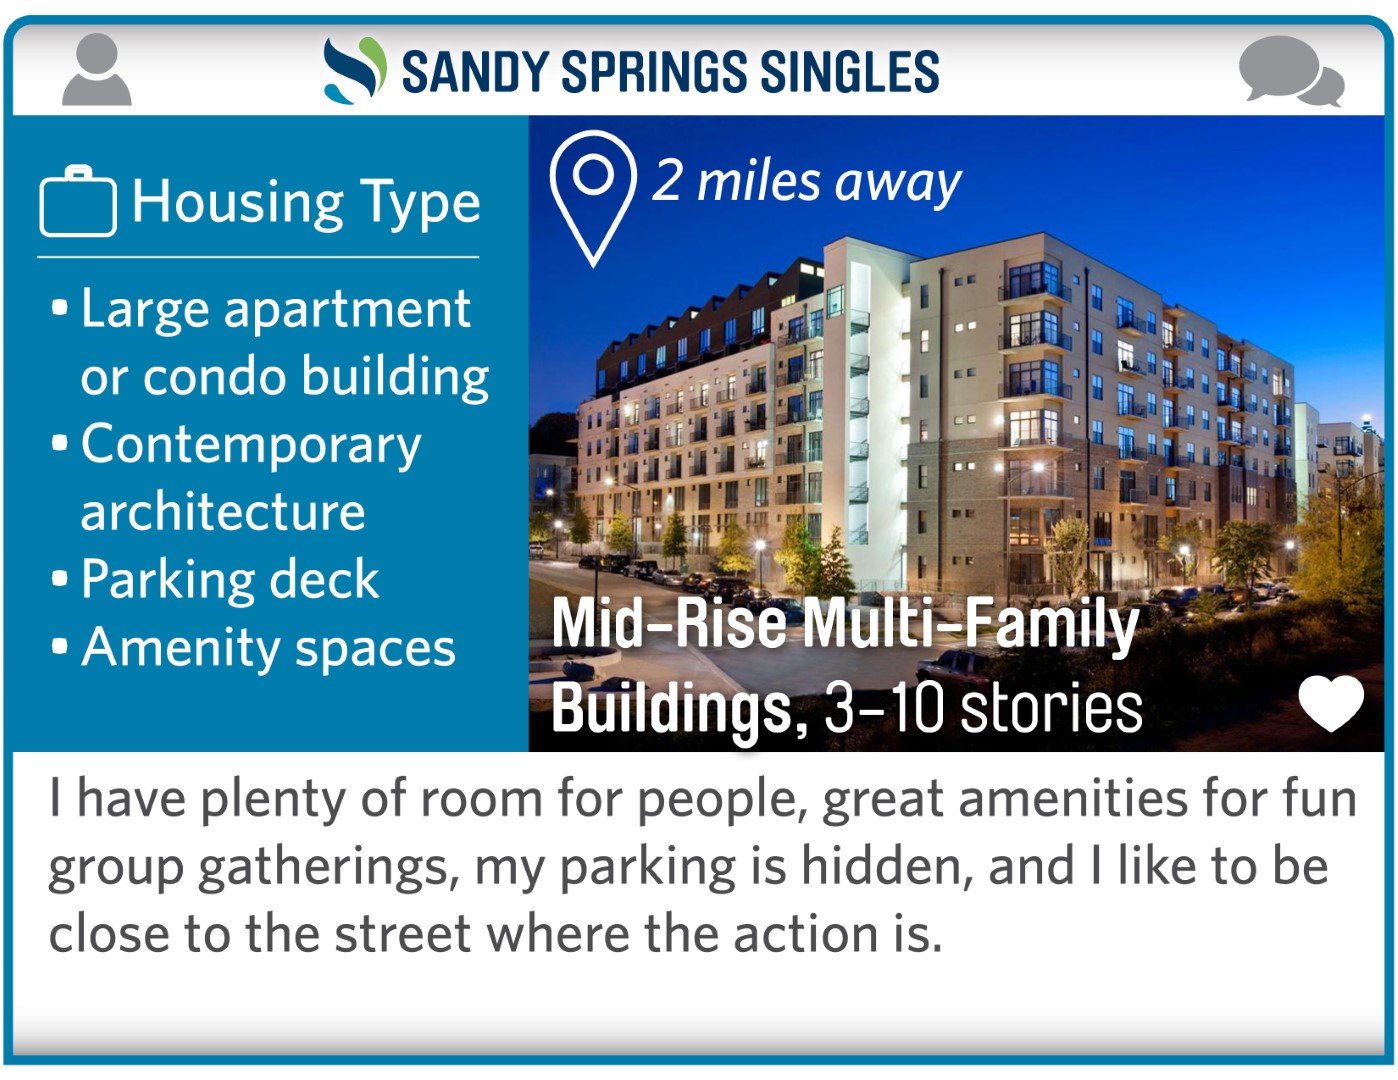 SANDY SPRINGS SINGLES
Housing Type
▪ Large apartment
or condo building
▪ Contemporary
architecture
▪ Parking deck
▪ Amenity spaces
2 miles away
Mid-Rise Multi-Family
Buildings, 3-10 stories
I have plenty of room for people, great amenities for fun
group gatherings, my parking is hidden, and I like to be
close to the street where the action is.